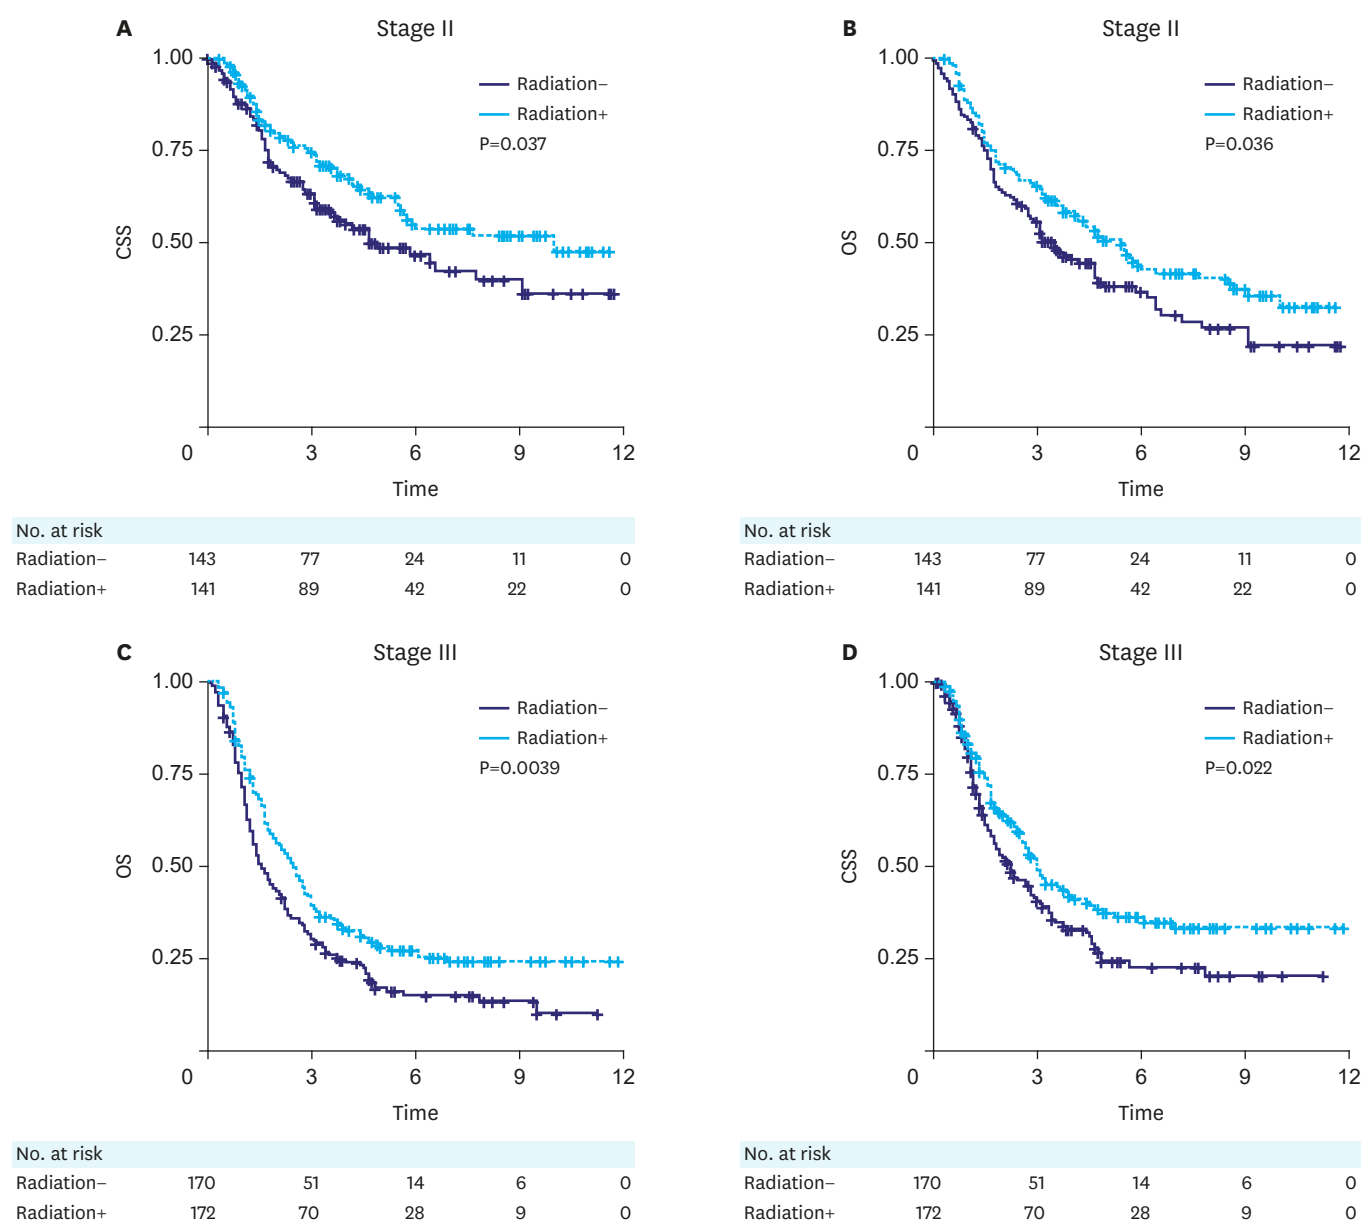 A Stage II
CSS
1.00
0.75
0.50
0.25
Radiation−
Radiation+
P=0.037
0 3 6 9 12
Time
No. at risk
Radiation− 143 77 24 11 0
Radiation+ 141 89 42 22 0
B Stage II
OS
1.00
0.75
0.50
0.25
Radiation−
Radiation+
P=0.036
0 3 6 9 12
Time
No. at risk
Radiation− 143 77 24 11 0
Radiation+ 141 89 42 22 0
C Stage III
OS
1.00
0.75
0.50
0.25
Radiation−
Radiation+
P=0.0039
0 3 6 9 12
Time
No. at risk
Radiation− 170 51 14 6 0
Radiation+ 172 70 28 9 0
D Stage III
CSS
1.00
0.75
0.50
0.25
Radiation−
Radiation+
P=0.022
0 3 6 9 12
Time
No. at risk
Radiation− 170 51 14 6 0
Radiation+ 172 70 28 9 0